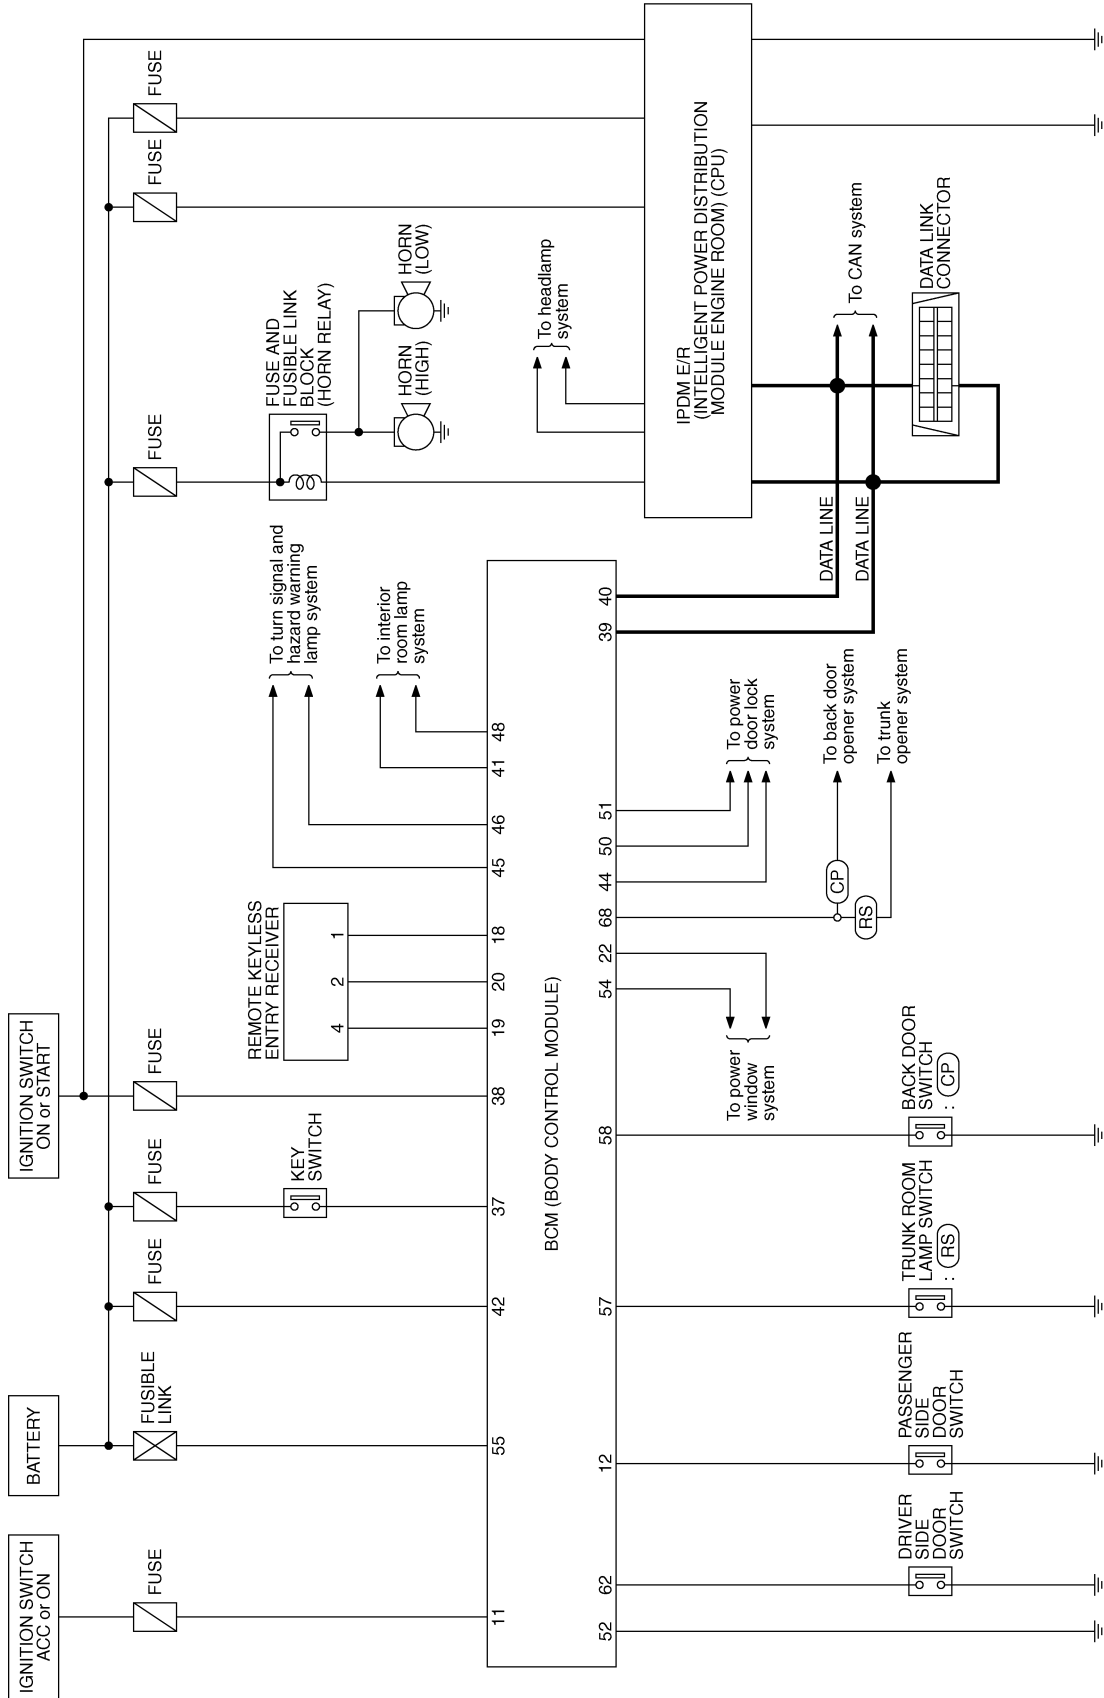 IGNITION SWITCH
ACC or ON
BATTERY
IGNITION SWITCH
ON or START
FUSE
FUSIBLE
LINK
FUSE
FUSE
FUSE
FUSE
FUSE
FUSE
KEY
SWITCH
REMOTE KEYLESS
ENTRY RECEIVER
4
2
1
To turn signal and
hazard warning
lamp system
To interior
room lamp
system
FUSE AND
FUSIBLE LINK
BLOCK
(HORN RELAY)
HORN
(HIGH)
HORN
(LOW)
To headlamp
system
11
55
42
37
38
19
20
18
45
46
41
48
BCM (BODY CONTROL MODULE)
52
62
12
57
58
54
22
68
44
50
51
39
40
IPDM E/R
(INTELLIGENT POWER DISTRIBUTION
MODULE ENGINE ROOM) (CPU)
To power
window
system
To power
door lock
system
CP
RS
To back door
opener system
To trunk
opener system
DATA LINE
DATA LINE
To CAN system
DATA LINK
CONNECTOR
DRIVER
SIDE
DOOR
SWITCH
PASSENGER
SIDE
DOOR
SWITCH
TRUNK ROOM
LAMP SWITCH
: RS
BACK DOOR
SWITCH
: CP